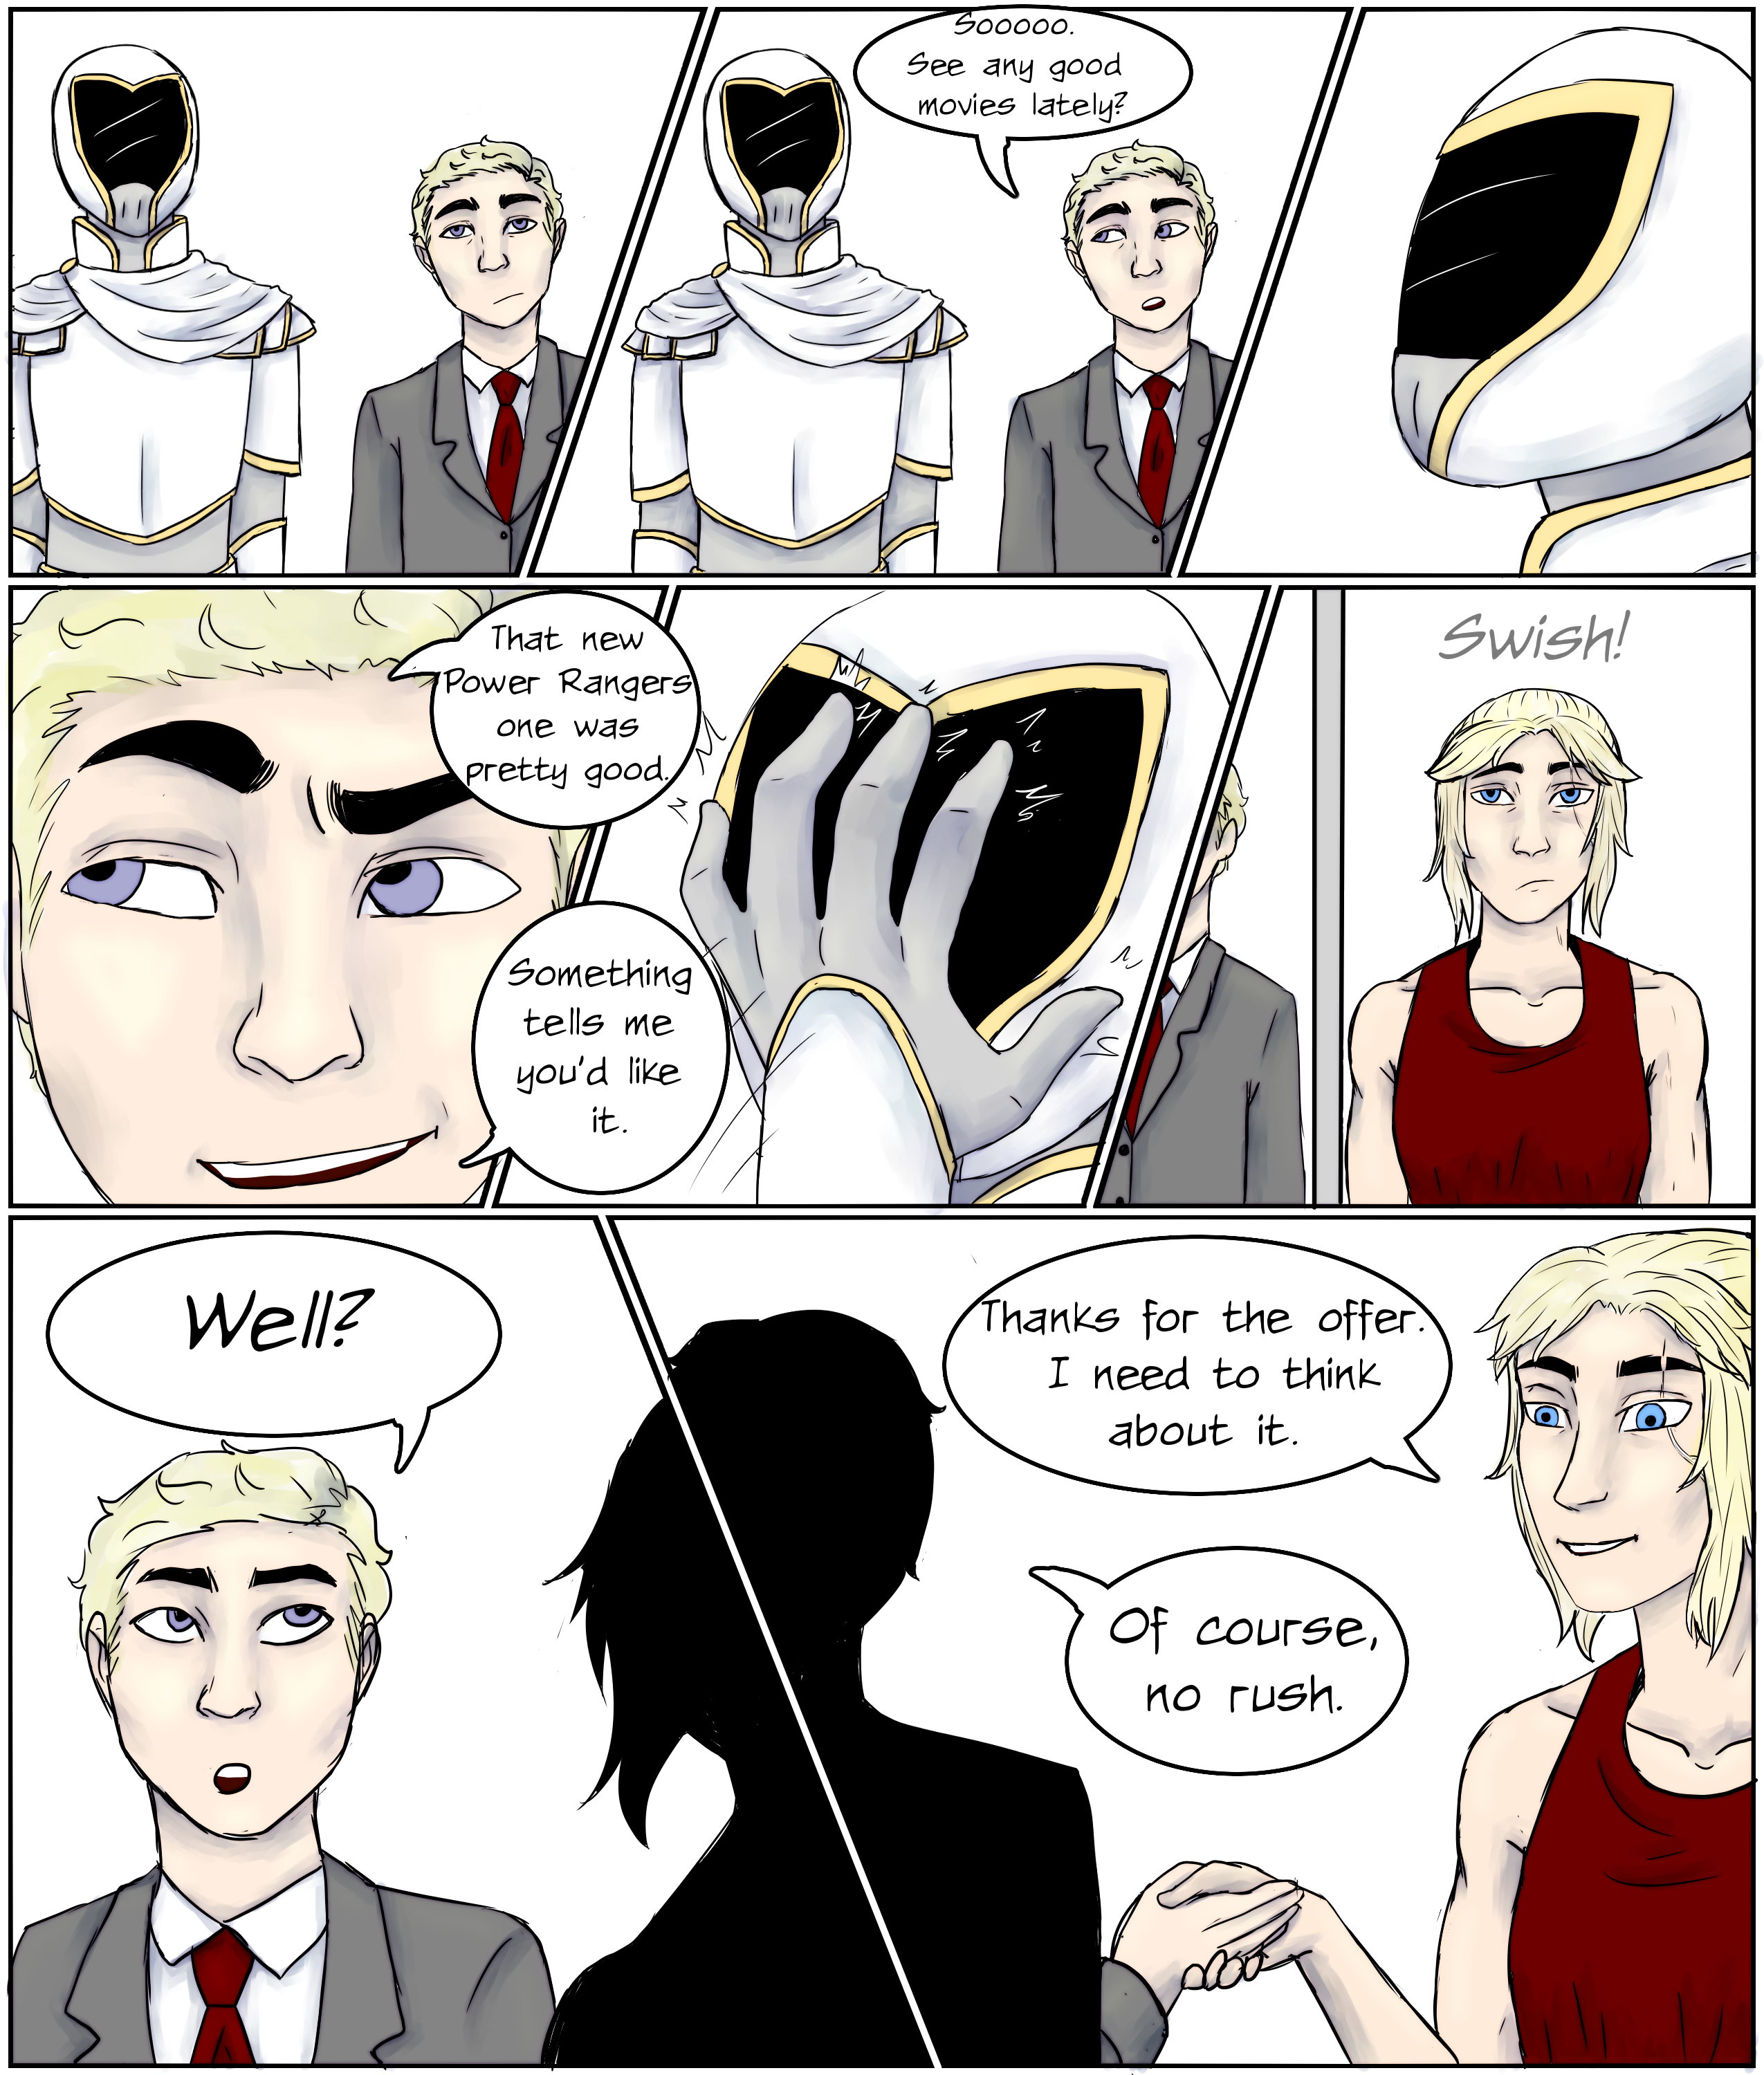 Sooooo.
See any good
movies lately?
That new
Power Rangers
one was
pretty good.
Something
tells me
you'd like
it.
Swish!
Well?
Thanks for the offer.
I need to think
about it.
Of course,
no rush.